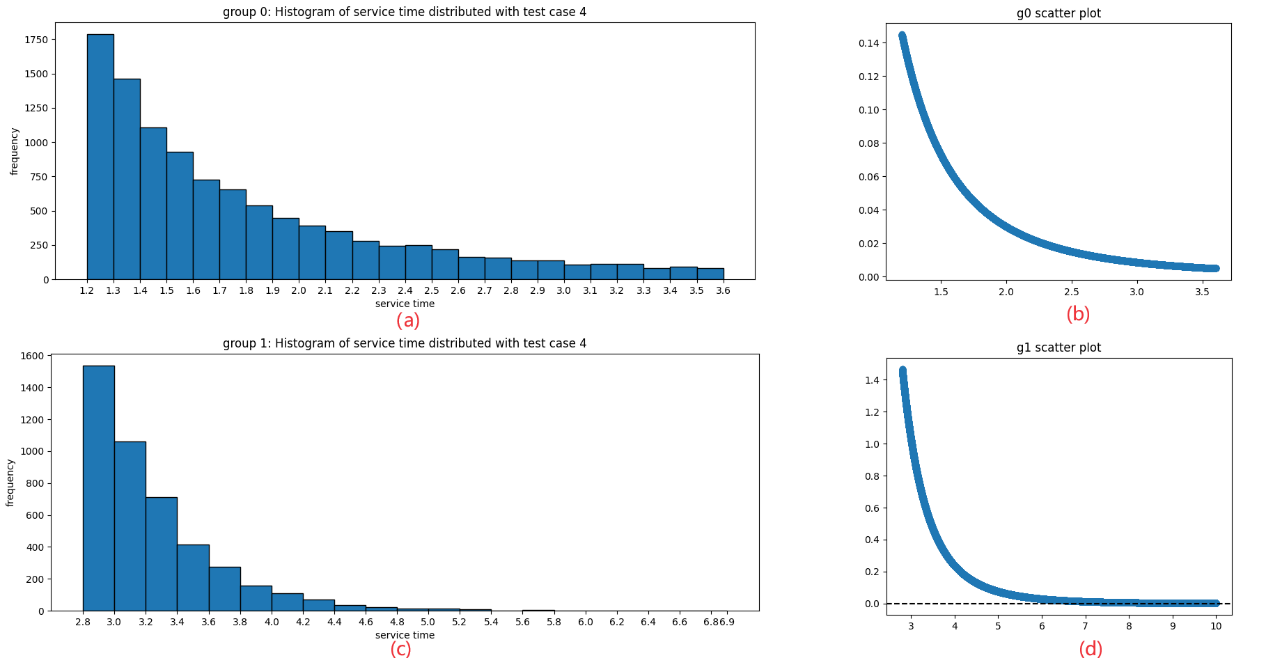 group 0: Histogram of service time distributed with test case 4
1750
1500
1250
1000
750
500
250
0
frequency
1.2 1.3 1.4 1.5 1.6 1.7 1.8 1.9 2.0 2.1 2.2 2.3 2.4 2.5 2.6 2.7 2.8 2.9 3.0 3.1 3.2 3.3 3.4 3.5 3.6
service time
(a)
g0 scatter plot
0.14
0.12
0.10
0.08
0.06
0.04
0.02
0.00
1.5 2.0 2.5 3.0 3.5
(b)
group 1: Histogram of service time distributed with test case 4
1600
1400
1200
1000
800
600
400
200
0
frequency
2.8 3.0 3.2 3.4 3.6 3.8 4.0 4.2 4.4 4.6 4.8 5.0 5.2 5.4 5.6 5.8 6.0 6.2 6.4 6.6 6.8 6.9
service time
(c)
g1 scatter plot
1.4
1.2
1.0
0.8
0.6
0.4
0.2
0.0
3 4 5 6 7 8 9 10
(d)